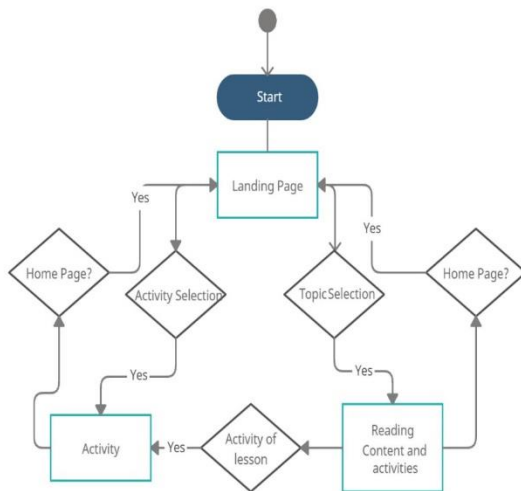 Start
Landing Page
Yes
Yes
Home Page?
Activity Selection
Topic Selection
Home Page?
Yes
Yes
Activity
Yes
Activity of
lesson
Reading
Content and
activities